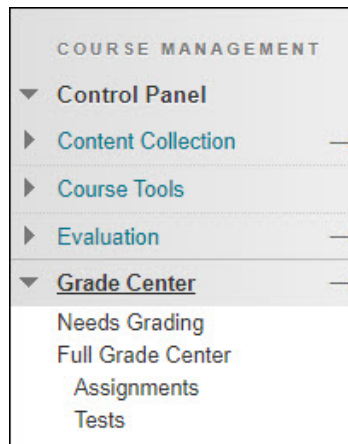 COURSE MANAGEMENT
Control Panel
Content Collection
Course Tools
Evaluation
Grade Center
Needs Grading
Full Grade Center
Assignments
Tests